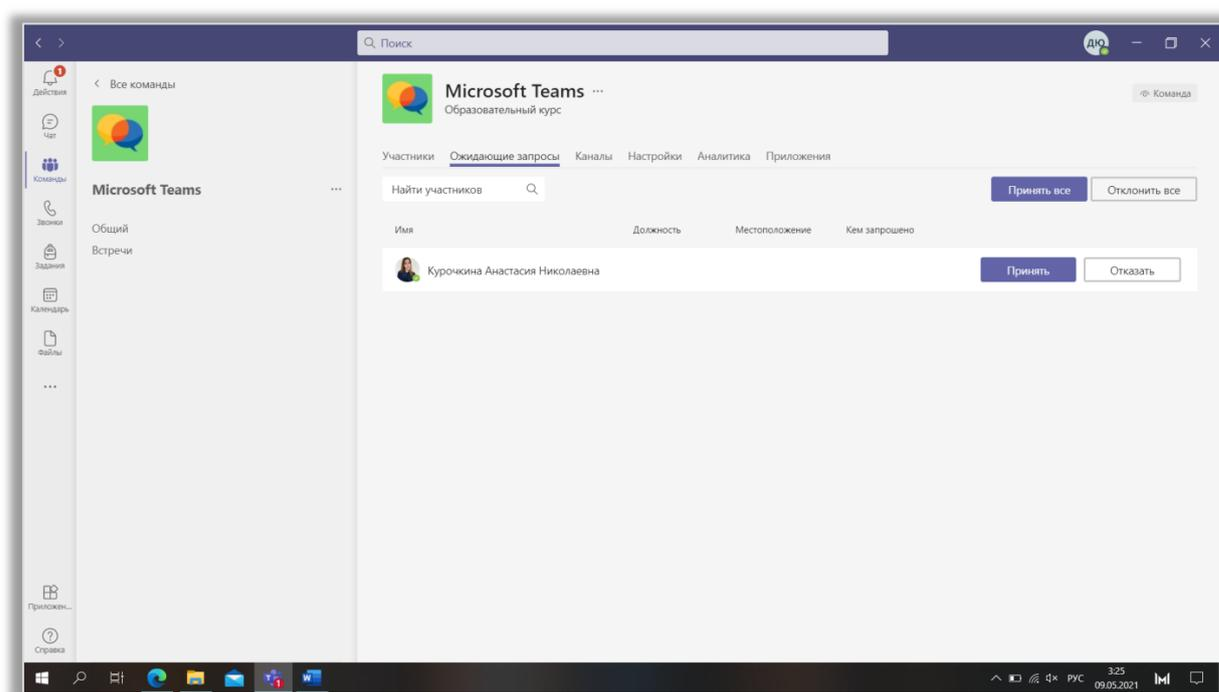 Поиск
ДЮ
1
Действия
Чат
Команды
Звонки
Задания
Календарь
Файлы
Приложен...
Справка
Все команды
Microsoft Teams
Общий
Встречи
Microsoft Teams
Образовательный курс
Команда
Участники Ожидающие запросы Каналы Настройки Аналитика Приложения
Найти участников
Принять все Отклонить все
Имя Должность Местоположение Кем запрошено
Курочкина Анастасия Николаевна
Принять Отказать
РУС
3:25
09.05.2021